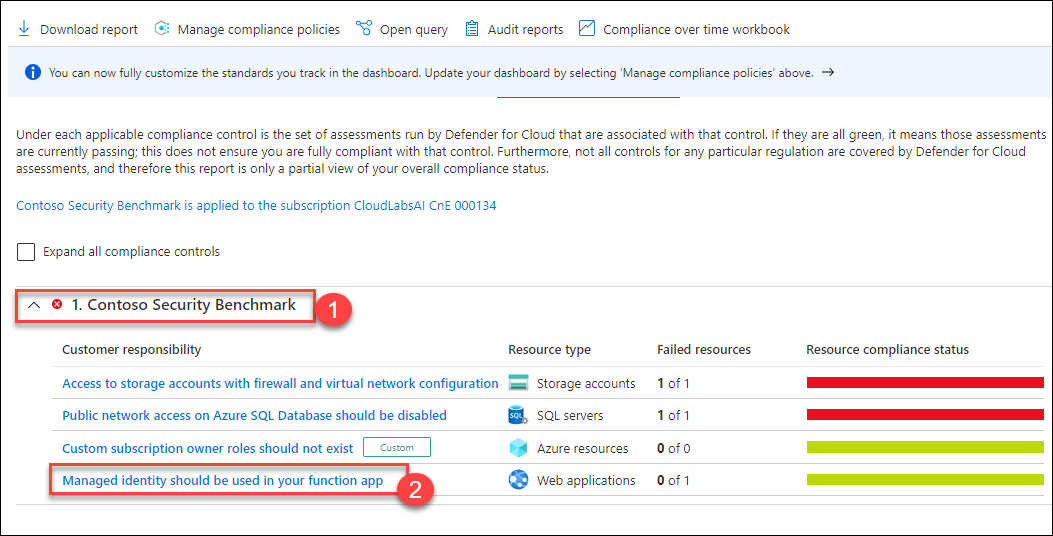 Download report Manage compliance policies Open query Audit reports Compliance over time workbook
You can now fully customize the standards you track in the dashboard. Update your dashboard by selecting 'Manage compliance policies' above. →
Under each applicable compliance control is the set of assessments run by Defender for Cloud that are associated with that control. If they are all green, it means those assessments
are currently passing; this does not ensure you are fully compliant with that control. Furthermore, not all controls for any particular regulation are covered by Defender for Cloud
assessments, and therefore this report is only a partial view of your overall compliance status.
Contoso Security Benchmark is applied to the subscription CloudLabsAI CnE 000134
Expand all compliance controls
1. Contoso Security Benchmark 1
Customer responsibility Resource type Failed resources Resource compliance status
Access to storage accounts with firewall and virtual network configuration Storage accounts 1 of 1
Public network access on Azure SQL Database should be disabled SQL SQL servers 1 of 1
Custom subscription owner roles should not exist Custom Azure resources 0 of 0
Managed identity should be used in your function app 2 Web applications 0 of 1